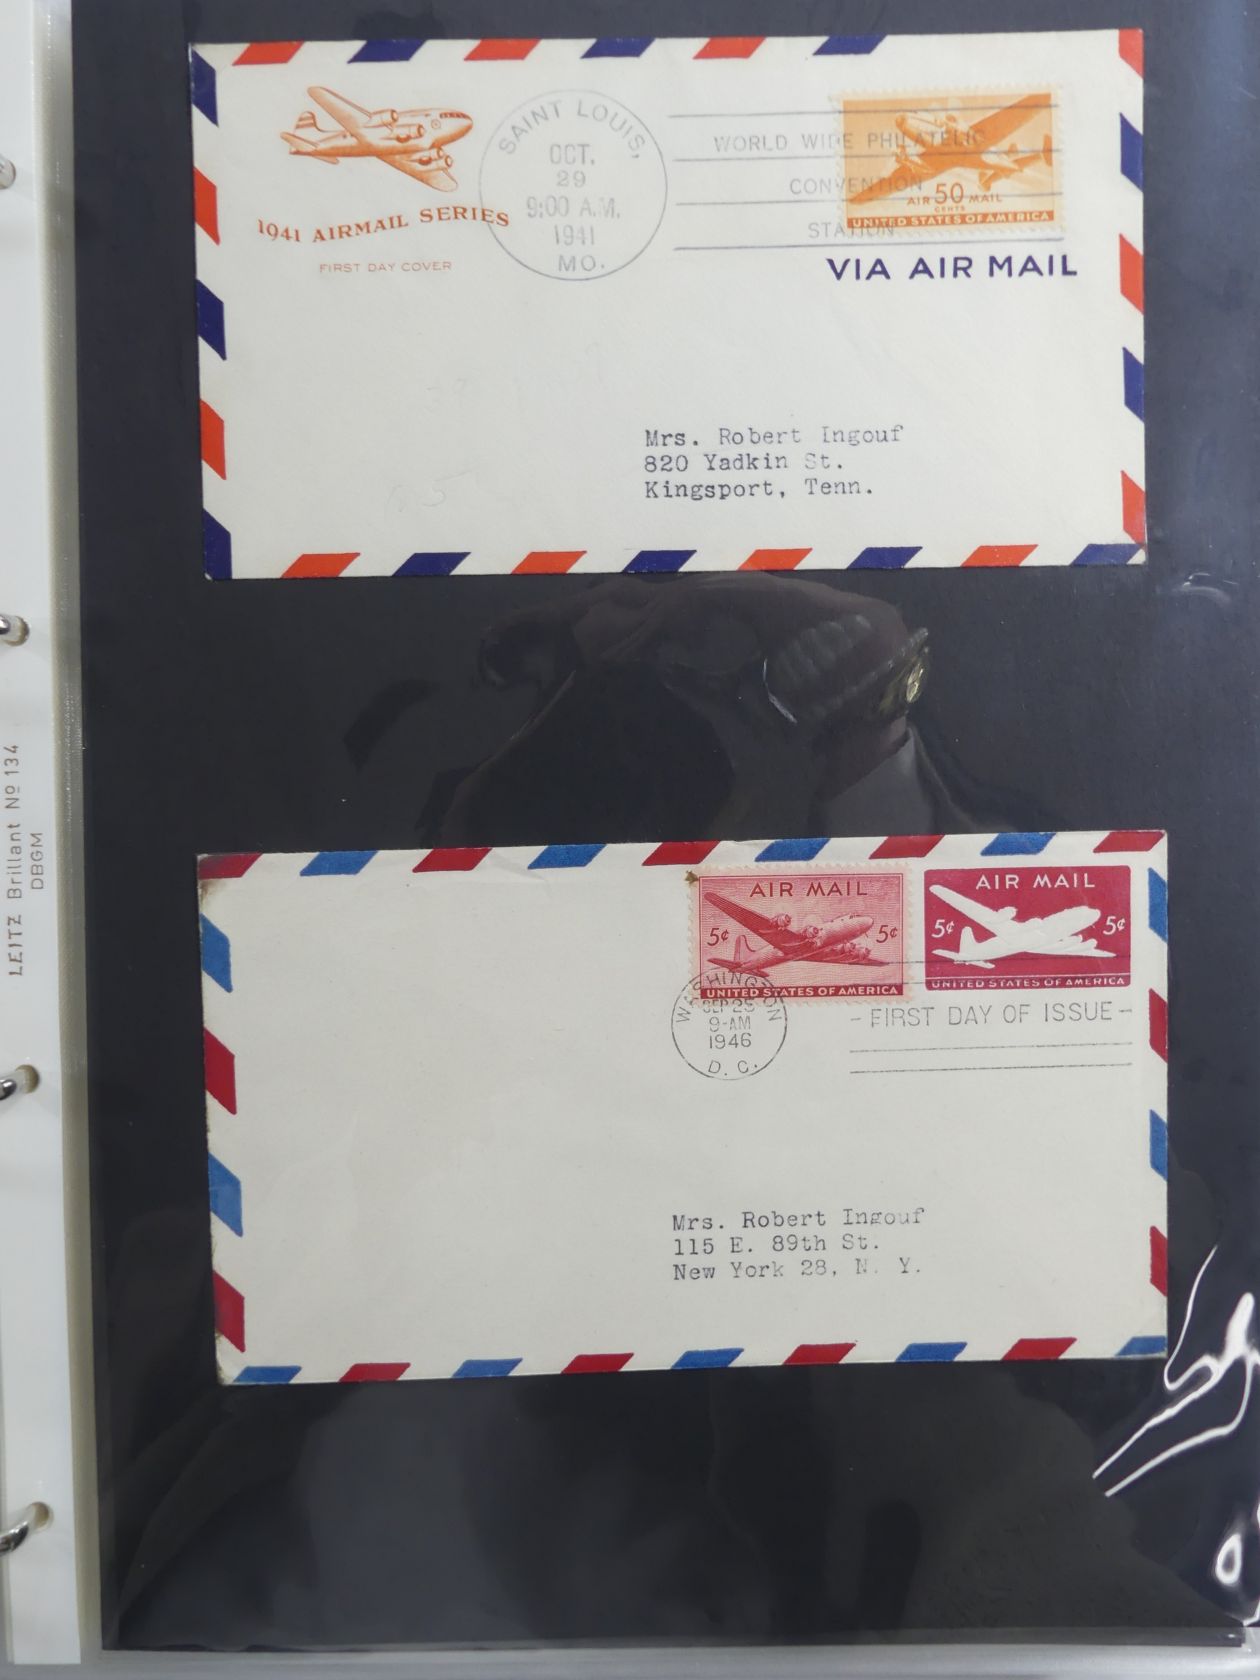 1941 AIRMAIL SERIES
FIRST DAY COVER
SAINT LOUIS,
OCT.
29
9:00 A.M.
1941
MO.
WORLD WIDE PHILATELIC
CONVENTION
STATION
AIR 50 MAIL
CENTS
UNITED STATES OF AMERICA
VIA AIR MAIL
Mrs. Robert Ingouf
820 Yadkin St.
Kingsport, Tenn.
LEITZ Brillant № 134
DBGM
AIR MAIL
5¢ 5¢
UNITED STATES OF AMERICA
AIR MAIL
5¢ 5¢
UNITED STATES OF AMERICA
WASHINGTON
SEP 25
9-AM
1946
D. C.
- FIRST DAY OF ISSUE -
Mrs. Robert Ingouf
115 E. 89th St.
New York 28, N. Y.